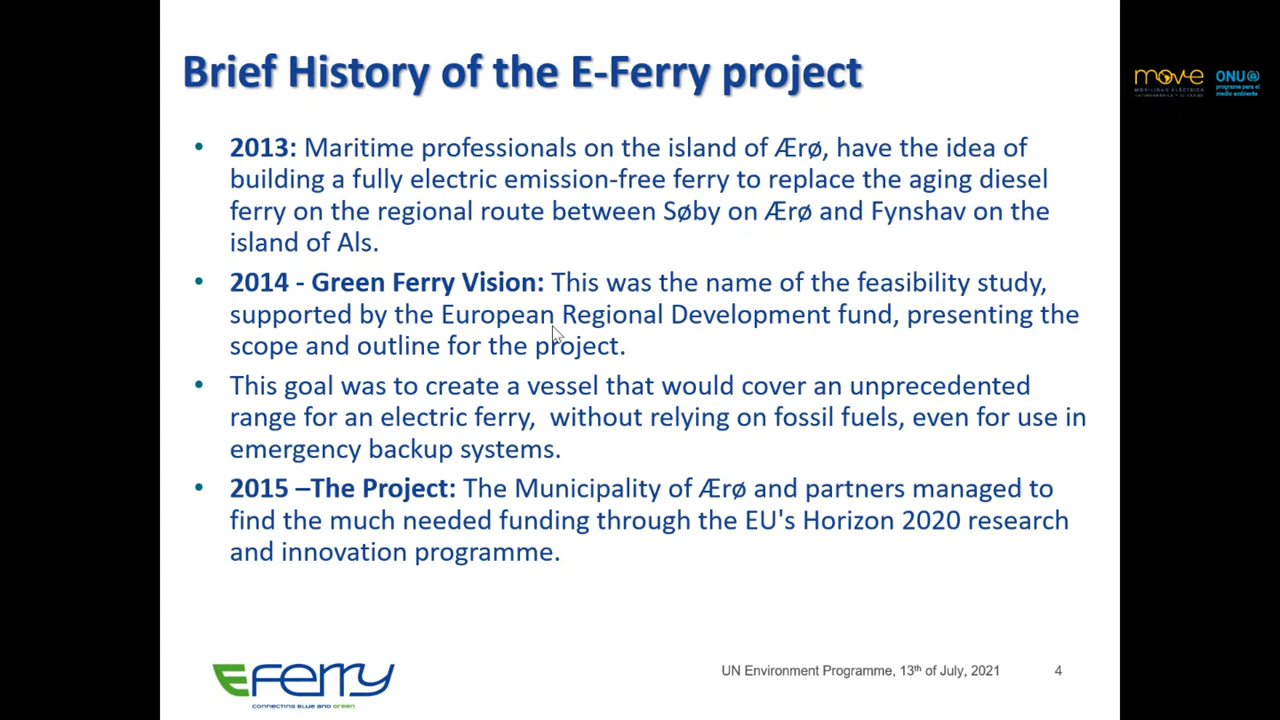 Brief History of the E-Ferry project
move
MOVILIDAD ELÉCTRICA
LATINOAMÉRICA Y EL CARIBE
ONU
programa para el
medio ambiente
• 2013: Maritime professionals on the island of Ærø, have the idea of
building a fully electric emission-free ferry to replace the aging diesel
ferry on the regional route between Søby on Ærø and Fynshav on the
island of Als.
• 2014 - Green Ferry Vision: This was the name of the feasibility study,
supported by the European Regional Development fund, presenting the
scope and outline for the project.
• This goal was to create a vessel that would cover an unprecedented
range for an electric ferry,  without relying on fossil fuels, even for use in
emergency backup systems.
• 2015 –The Project: The Municipality of Ærø and partners managed to
find the much needed funding through the EU's Horizon 2020 research
and innovation programme.
EFerry
CONNECTING BLUE AND GREEN
UN Environment Programme, 13th of July, 2021
4